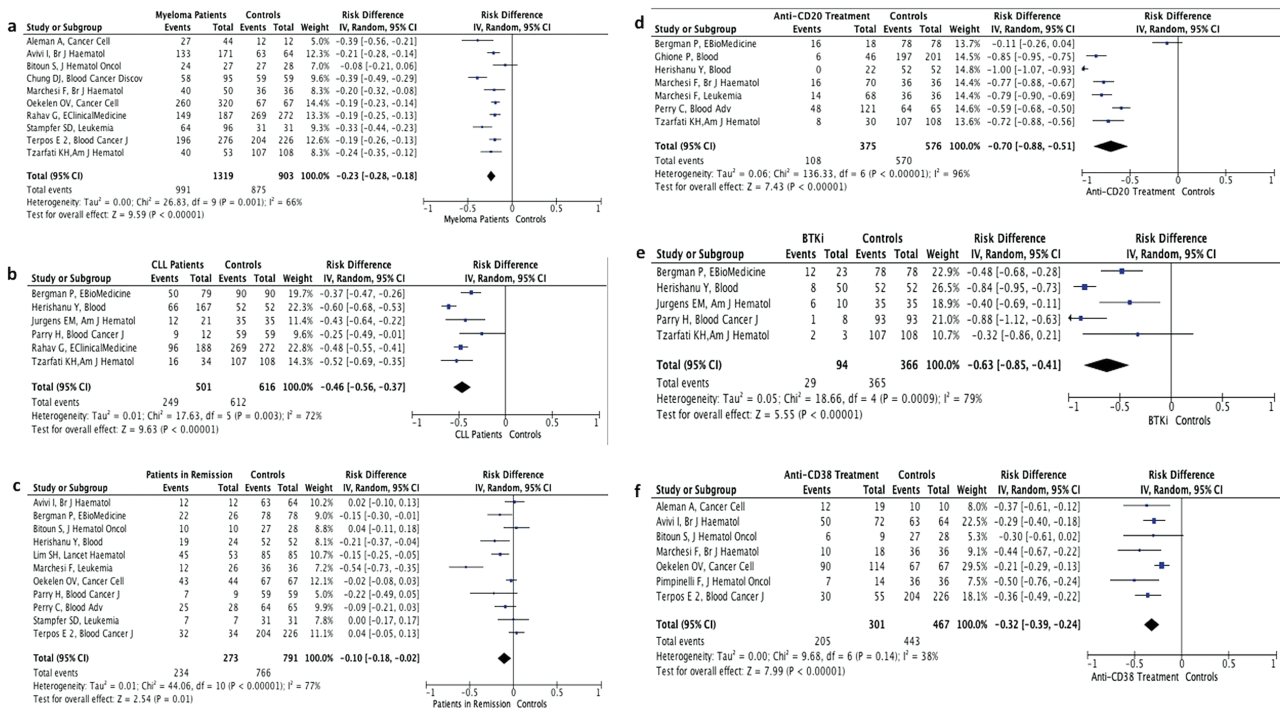 a
Myeloma Patients Controls Risk Difference Risk Difference
Study or Subgroup Events Total Events Total Weight IV, Random, 95% CI IV, Random, 95% CI
Aleman A, Cancer Cell 27 44 12 12 5.0% -0.39 [-0.56, -0.21]
Avivi I, Br J Haematol 133 171 63 64 12.3% -0.21 [-0.28, -0.14]
Bitoun S, J Hematol Oncol 24 27 27 28 6.6% -0.08 [-0.21, 0.06]
Chung DJ, Blood Cancer Discov 58 95 59 59 9.1% -0.39 [-0.49, -0.29]
Marchesi F, Br J Haematol 40 50 36 36 8.3% -0.20 [-0.32, -0.08]
Oekelen OV, Cancer Cell 260 320 67 67 14.4% -0.19 [-0.23, -0.14]
Rahav G, EClinicalMedicine 149 187 269 272 13.1% -0.19 [-0.25, -0.13]
Stampfer SD, Leukemia 64 96 31 31 9.0% -0.33 [-0.44, -0.23]
Terpos E 2, Blood Cancer J 196 276 204 226 11.9% -0.19 [-0.26, -0.13]
Tzarfati KH,Am J Hematol 40 53 107 108 8.3% -0.24 [-0.35, -0.12]
Total (95% CI) 1319 903 100.0% -0.23 [-0.28, -0.18]
Total events 991 875
Heterogeneity: Tau² = 0.00; Chi² = 26.83, df = 9 (P = 0.001); I² = 66%
Test for overall effect: Z = 9.59 (P < 0.00001)
-1 -0.5 0 0.5 1
Myeloma Patients Controls
b
CLL Patients Controls Risk Difference Risk Difference
Study or Subgroup Events Total Events Total Weight IV, Random, 95% CI IV, Random, 95% CI
Bergman P, EBioMedicine 50 79 90 90 19.7% -0.37 [-0.47, -0.26]
Herishanu Y, Blood 66 167 52 52 22.3% -0.60 [-0.68, -0.53]
Jurgens EM, Am J Hematol 12 21 35 35 11.4% -0.43 [-0.64, -0.22]
Parry H, Blood Cancer J 9 12 59 59 9.6% -0.25 [-0.49, -0.01]
Rahav G, EClinicalMedicine 96 188 269 272 22.8% -0.48 [-0.55, -0.41]
Tzarfati KH,Am J Hematol 16 34 107 108 14.3% -0.52 [-0.69, -0.35]
Total (95% CI) 501 616 100.0% -0.46 [-0.56, -0.37]
Total events 249 612
Heterogeneity: Tau² = 0.01; Chi² = 17.63, df = 5 (P = 0.003); I² = 72%
Test for overall effect: Z = 9.63 (P < 0.00001)
-1 -0.5 0 0.5 1
CLL Patients Controls
c
Patients in Remission Controls Risk Difference Risk Difference
Study or Subgroup Events Total Events Total Weight IV, Random, 95% CI IV, Random, 95% CI
Avivi I, Br J Haematol 12 12 63 64 10.2% 0.02 [-0.10, 0.13]
Bergman P, EBioMedicine 22 26 78 78 9.0% -0.15 [-0.30, -0.01]
Bitoun S, J Hematol Oncol 10 10 27 28 8.8% 0.04 [-0.11, 0.18]
Herishanu Y, Blood 19 24 52 52 8.2% -0.21 [-0.37, -0.04]
Lim SH, Lancet Haematol 45 53 85 85 10.7% -0.15 [-0.25, -0.05]
Marchesi F, Leukemia 12 26 36 36 7.2% -0.54 [-0.73, -0.35]
Oekelen OV, Cancer Cell 43 44 67 67 12.1% -0.02 [-0.08, 0.03]
Parry H, Blood Cancer J 7 9 59 59 4.9% -0.22 [-0.49, 0.05]
Perry C, Blood Adv 25 28 64 65 9.9% -0.09 [-0.21, 0.03]
Stampfer SD, Leukemia 7 7 31 31 7.8% 0.00 [-0.17, 0.17]
Terpos E 2, Blood Cancer J 32 34 204 226 11.1% 0.04 [-0.05, 0.13]
Total (95% CI) 273 791 100.0% -0.10 [-0.18, -0.02]
Total events 234 766
Heterogeneity: Tau² = 0.01; Chi² = 44.06, df = 10 (P < 0.00001); I² = 77%
Test for overall effect: Z = 2.54 (P = 0.01)
-1 -0.5 0 0.5 1
Patients in Remission Controls
d
Anti-CD20 Treatment Controls Risk Difference Risk Difference
Study or Subgroup Events Total Events Total Weight IV, Random, 95% CI IV, Random, 95% CI
Bergman P, EBioMedicine 16 18 78 78 13.7% -0.11 [-0.26, 0.04]
Ghione P, Blood 6 46 197 201 14.5% -0.85 [-0.95, -0.75]
Herishanu Y, Blood 0 22 52 52 14.8% -1.00 [-1.07, -0.93]
Marchesi F, Br J Haematol 16 70 36 36 14.4% -0.77 [-0.88, -0.67]
Marchesi F, Leukemia 14 68 36 36 14.4% -0.79 [-0.90, -0.69]
Perry C, Blood Adv 48 121 64 65 14.5% -0.59 [-0.68, -0.50]
Tzarfati KH,Am J Hematol 8 30 107 108 13.6% -0.72 [-0.88, -0.56]
Total (95% CI) 375 576 100.0% -0.70 [-0.88, -0.51]
Total events 108 570
Heterogeneity: Tau² = 0.06; Chi² = 136.33, df = 6 (P < 0.00001); I² = 96%
Test for overall effect: Z = 7.43 (P < 0.00001)
-1 -0.5 0 0.5 1
Anti-CD20 Treatment Controls
e
BTKi Controls Risk Difference Risk Difference
Study or Subgroup Events Total Events Total Weight IV, Random, 95% CI IV, Random, 95% CI
Bergman P, EBioMedicine 12 23 78 78 22.9% -0.48 [-0.68, -0.28]
Herishanu Y, Blood 8 50 52 52 26.5% -0.84 [-0.95, -0.73]
Jurgens EM, Am J Hematol 6 10 35 35 18.9% -0.40 [-0.69, -0.11]
Parry H, Blood Cancer J 1 8 93 93 21.0% -0.88 [-1.12, -0.63]
Tzarfati KH,Am J Hematol 2 3 107 108 10.7% -0.32 [-0.86, 0.21]
Total (95% CI) 94 366 100.0% -0.63 [-0.85, -0.41]
Total events 29 365
Heterogeneity: Tau² = 0.05; Chi² = 18.66, df = 4 (P = 0.0009); I² = 79%
Test for overall effect: Z = 5.55 (P < 0.00001)
-1 -0.5 0 0.5 1
BTKi Controls
f
Anti-CD38 Treatment Controls Risk Difference Risk Difference
Study or Subgroup Events Total Events Total Weight IV, Random, 95% CI IV, Random, 95% CI
Aleman A, Cancer Cell 12 19 10 10 8.0% -0.37 [-0.61, -0.12]
Avivi I, Br J Haematol 50 72 63 64 22.5% -0.29 [-0.40, -0.18]
Bitoun S, J Hematol Oncol 6 9 27 28 5.3% -0.30 [-0.61, 0.02]
Marchesi F, Br J Haematol 10 18 36 36 9.1% -0.44 [-0.67, -0.22]
Oekelen OV, Cancer Cell 90 114 67 67 29.5% -0.21 [-0.29, -0.13]
Pimpinelli F, J Hematol Oncol 7 14 36 36 7.4% -0.50 [-0.76, -0.24]
Terpos E 2, Blood Cancer J 30 55 204 226 18.1% -0.36 [-0.49, -0.22]
Total (95% CI) 301 467 100.0% -0.32 [-0.39, -0.24]
Total events 205 443
Heterogeneity: Tau² = 0.00; Chi² = 9.68, df = 6 (P = 0.14); I² = 38%
Test for overall effect: Z = 7.99 (P < 0.00001)
-1 -0.5 0 0.5 1
Anti-CD38 Treatment Controls